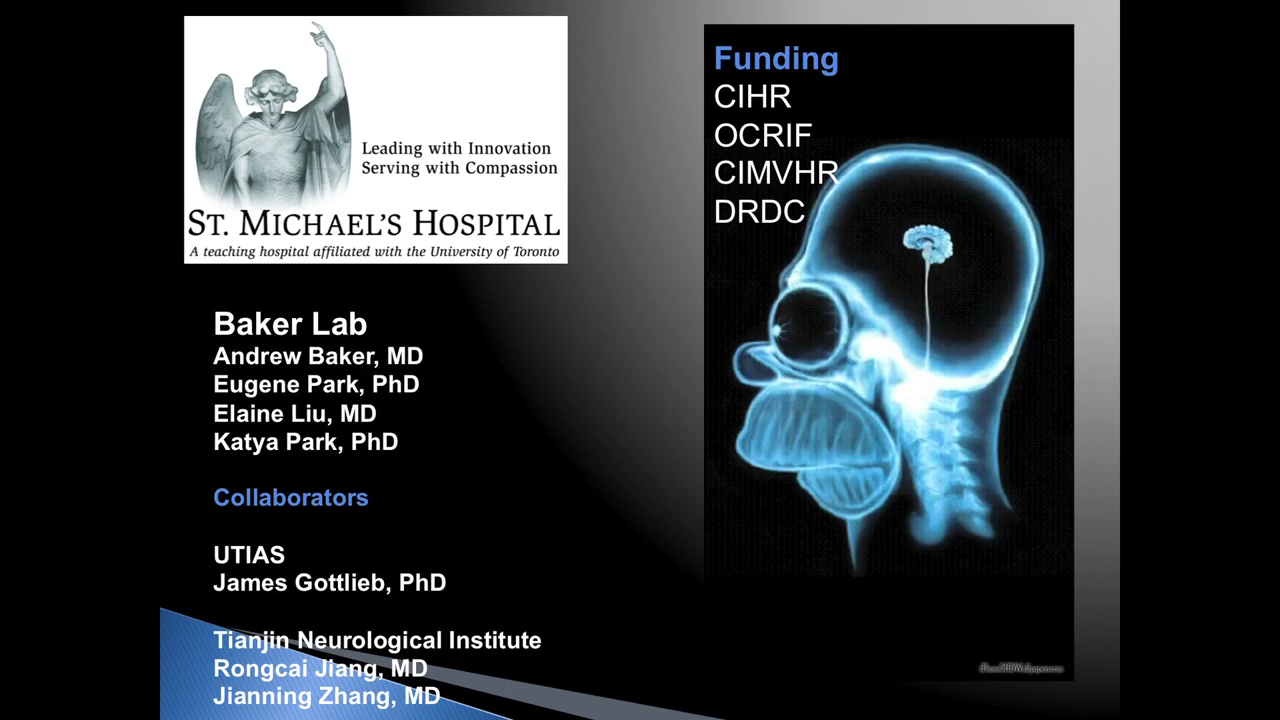 Leading with Innovation
Serving with Compassion
ST. MICHAEL'S HOSPITAL
A teaching hospital affiliated with the University of Toronto
Baker Lab
Andrew Baker, MD
Eugene Park, PhD
Elaine Liu, MD
Katya Park, PhD
Collaborators
UTIAS
James Gottlieb, PhD
Tianjin Neurological Institute
Rongcai Jiang, MD
Jianning Zhang, MD
Funding
CIHR
OCRIF
CIMVHR
DRDC